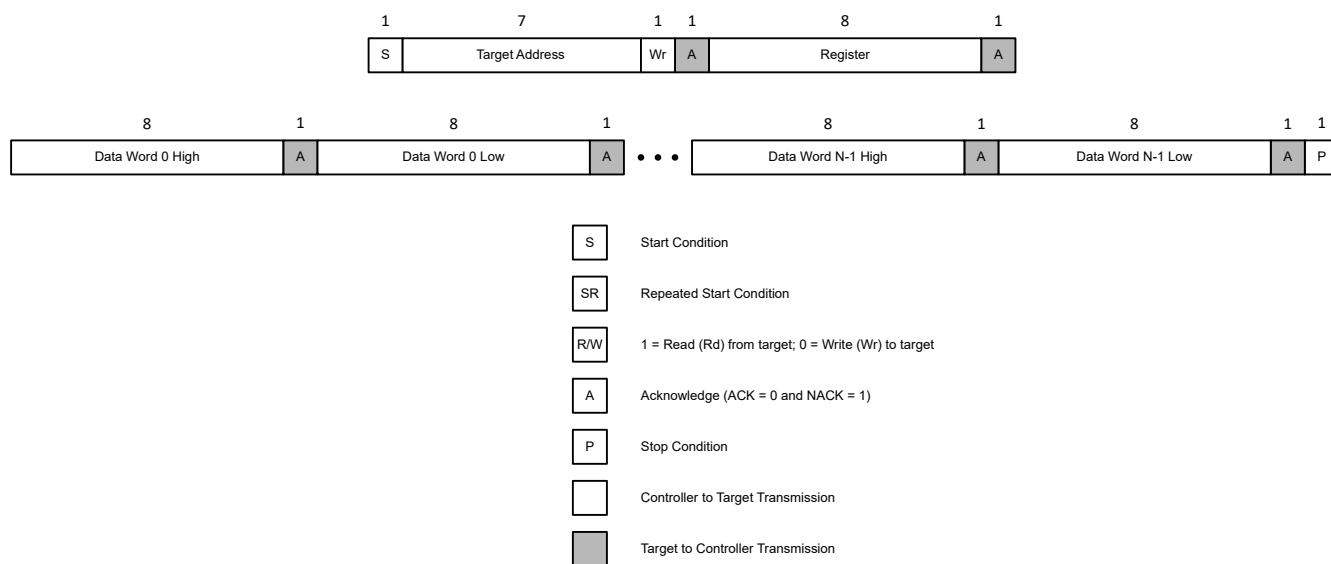 1 7 1 1 8 1
S Target Address Wr A Register A
8 1 8 1 8 1 8 1 1
Data Word 0 High A Data Word 0 Low A • • • Data Word N-1 High A Data Word N-1 Low A P
S Start Condition
SR Repeated Start Condition
R/W 1 = Read (Rd) from target; 0 = Write (Wr) to target
A Acknowledge (ACK = 0 and NACK = 1)
P Stop Condition
Controller to Target Transmission
Target to Controller Transmission